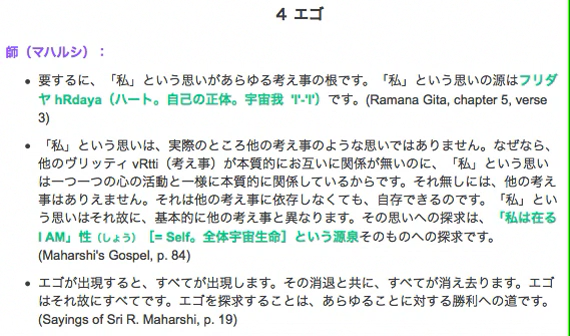 4 エゴ
師（マハルシ）：
• 要するに、「私」という思いがあらゆる考え事の根です。「私」という思いの源はフリダ
ヤ hRdaya（ハート。自己の正体。宇宙我 'I'-'I'）です。(Ramana Gita, chapter 5, verse
3)
• 「私」という思いは、実際のところ他の考え事のような思いではありません。なぜなら、
他のヴリッティ vRtti（考え事）が本質的にお互いに関係が無いのに、「私」という思い
は一つ一つの心の活動と一様に本質的に関係しているからです。それ無しには、他の考え
事はありえません。それは他の考え事に依存しなくても、自存できるのです。「私」とい
う思いはそれ故に、基本的に他の考え事と異なります。その思いへの探求は、「私は在る
I AM」性（しょう）［= Self。全体宇宙生命］という源泉そのものへの探求です。
(Maharshi's Gospel, p. 84)
• エゴが出現すると、すべてが出現します。その消退と共に、すべてが消え去ります。エゴ
はそれ故にすべてです。エゴを探求することは、あらゆることに対する勝利への道です。
(Sayings of Sri R. Maharshi, p. 19)